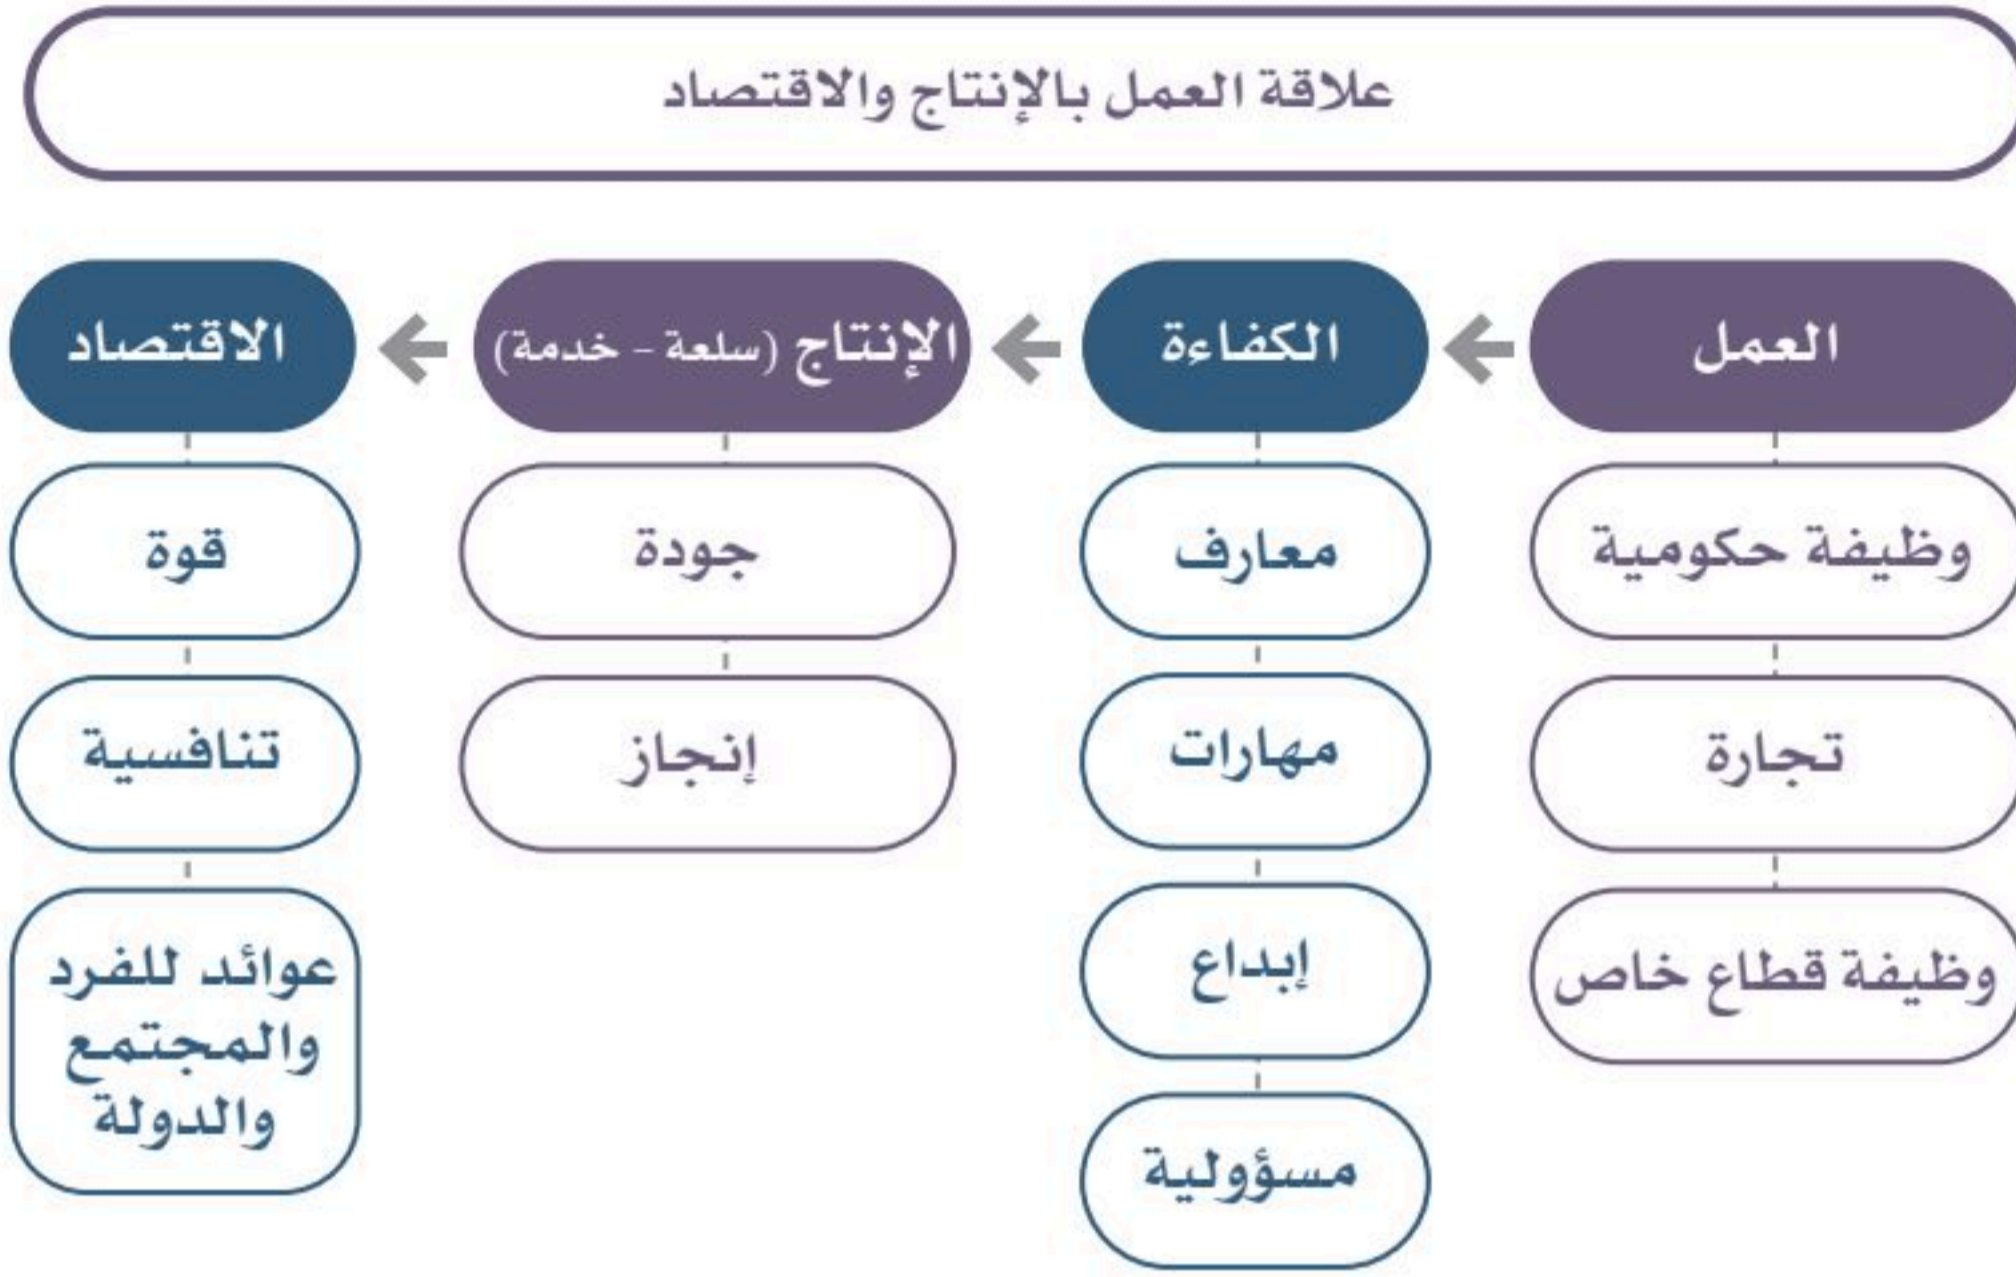 علاقة العمل بالإنتاج والاقتصاد
العمل
وظيفة حكومية
تجارة
وظيفة قطاع خاص
الكفاءة
معارف
مهارات
إبداع
مسؤولية
الإنتاج (سلعة - خدمة)
جودة
إنجاز
الاقتصاد
قوة
تنافسية
عوائد للفرد
والمجتمع
والدولة